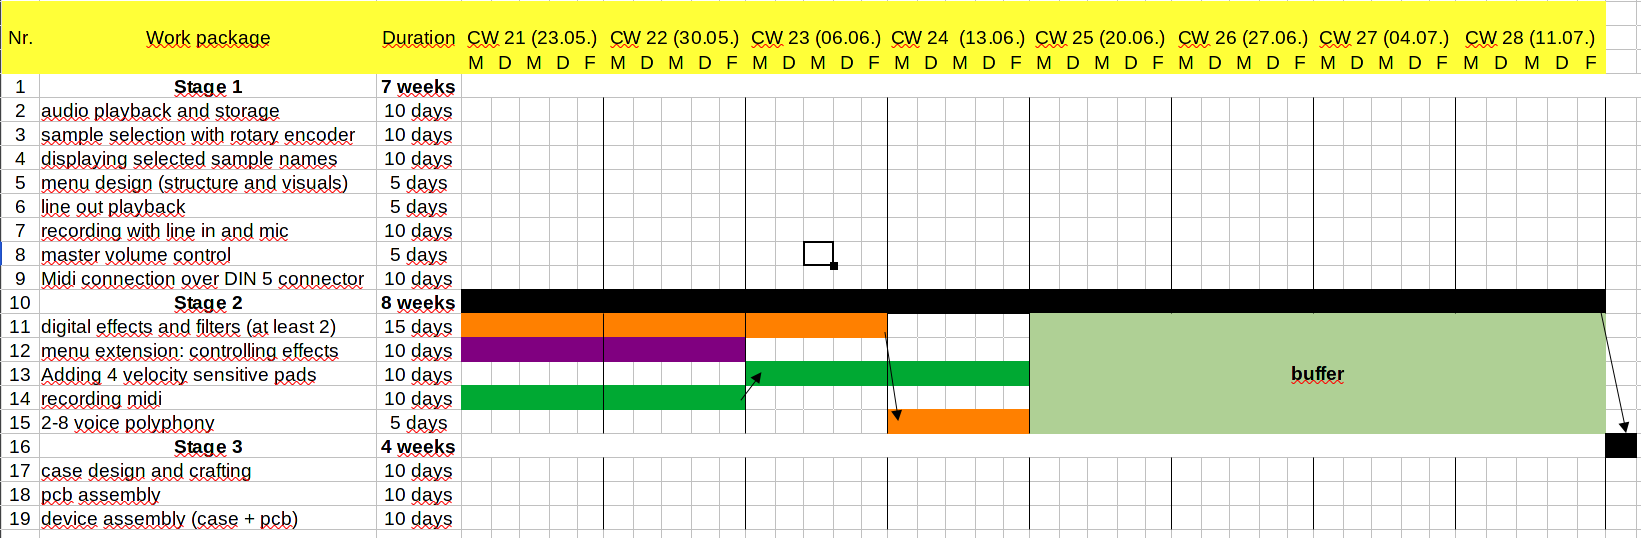 Nr. Work package Duration CW 21 (23.05.) CW 22 (30.05.) CW 23 (06.06.) CW 24 (13.06.) CW 25 (20.06.) CW 26 (27.06.) CW 27 (04.07.) CW 28 (11.07.)
M D M D F M D M D F M D M D F M D M D F M D M D F M D M D F M D M D F M D M D F
1 Stage 1 7 weeks
2 audio playback and storage 10 days
3 sample selection with rotary encoder 10 days
4 displaying selected sample names 10 days
5 menu design (structure and visuals) 5 days
6 line out playback 5 days
7 recording with line in and mic 10 days
8 master volume control 5 days
9 Midi connection over DIN 5 connector 10 days
10 Stage 2 8 weeks
11 digital effects and filters (at least 2) 15 days
12 menu extension: controlling effects 10 days
13 Adding 4 velocity sensitive pads 10 days buffer
14 recording midi 10 days
15 2-8 voice polyphony 5 days
16 Stage 3 4 weeks
17 case design and crafting 10 days
18 pcb assembly 10 days
19 device assembly (case + pcb) 10 days